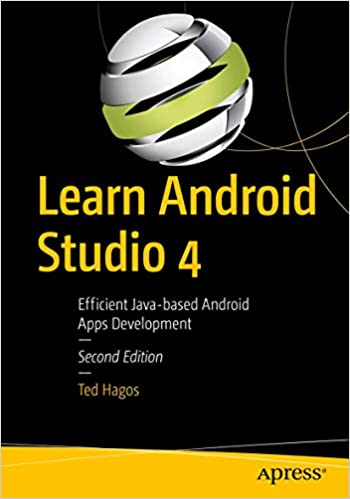 Learn Android
Studio 4
Efficient Java-based Android
Apps Development
—
Second Edition
—
Ted Hagos
Apress®